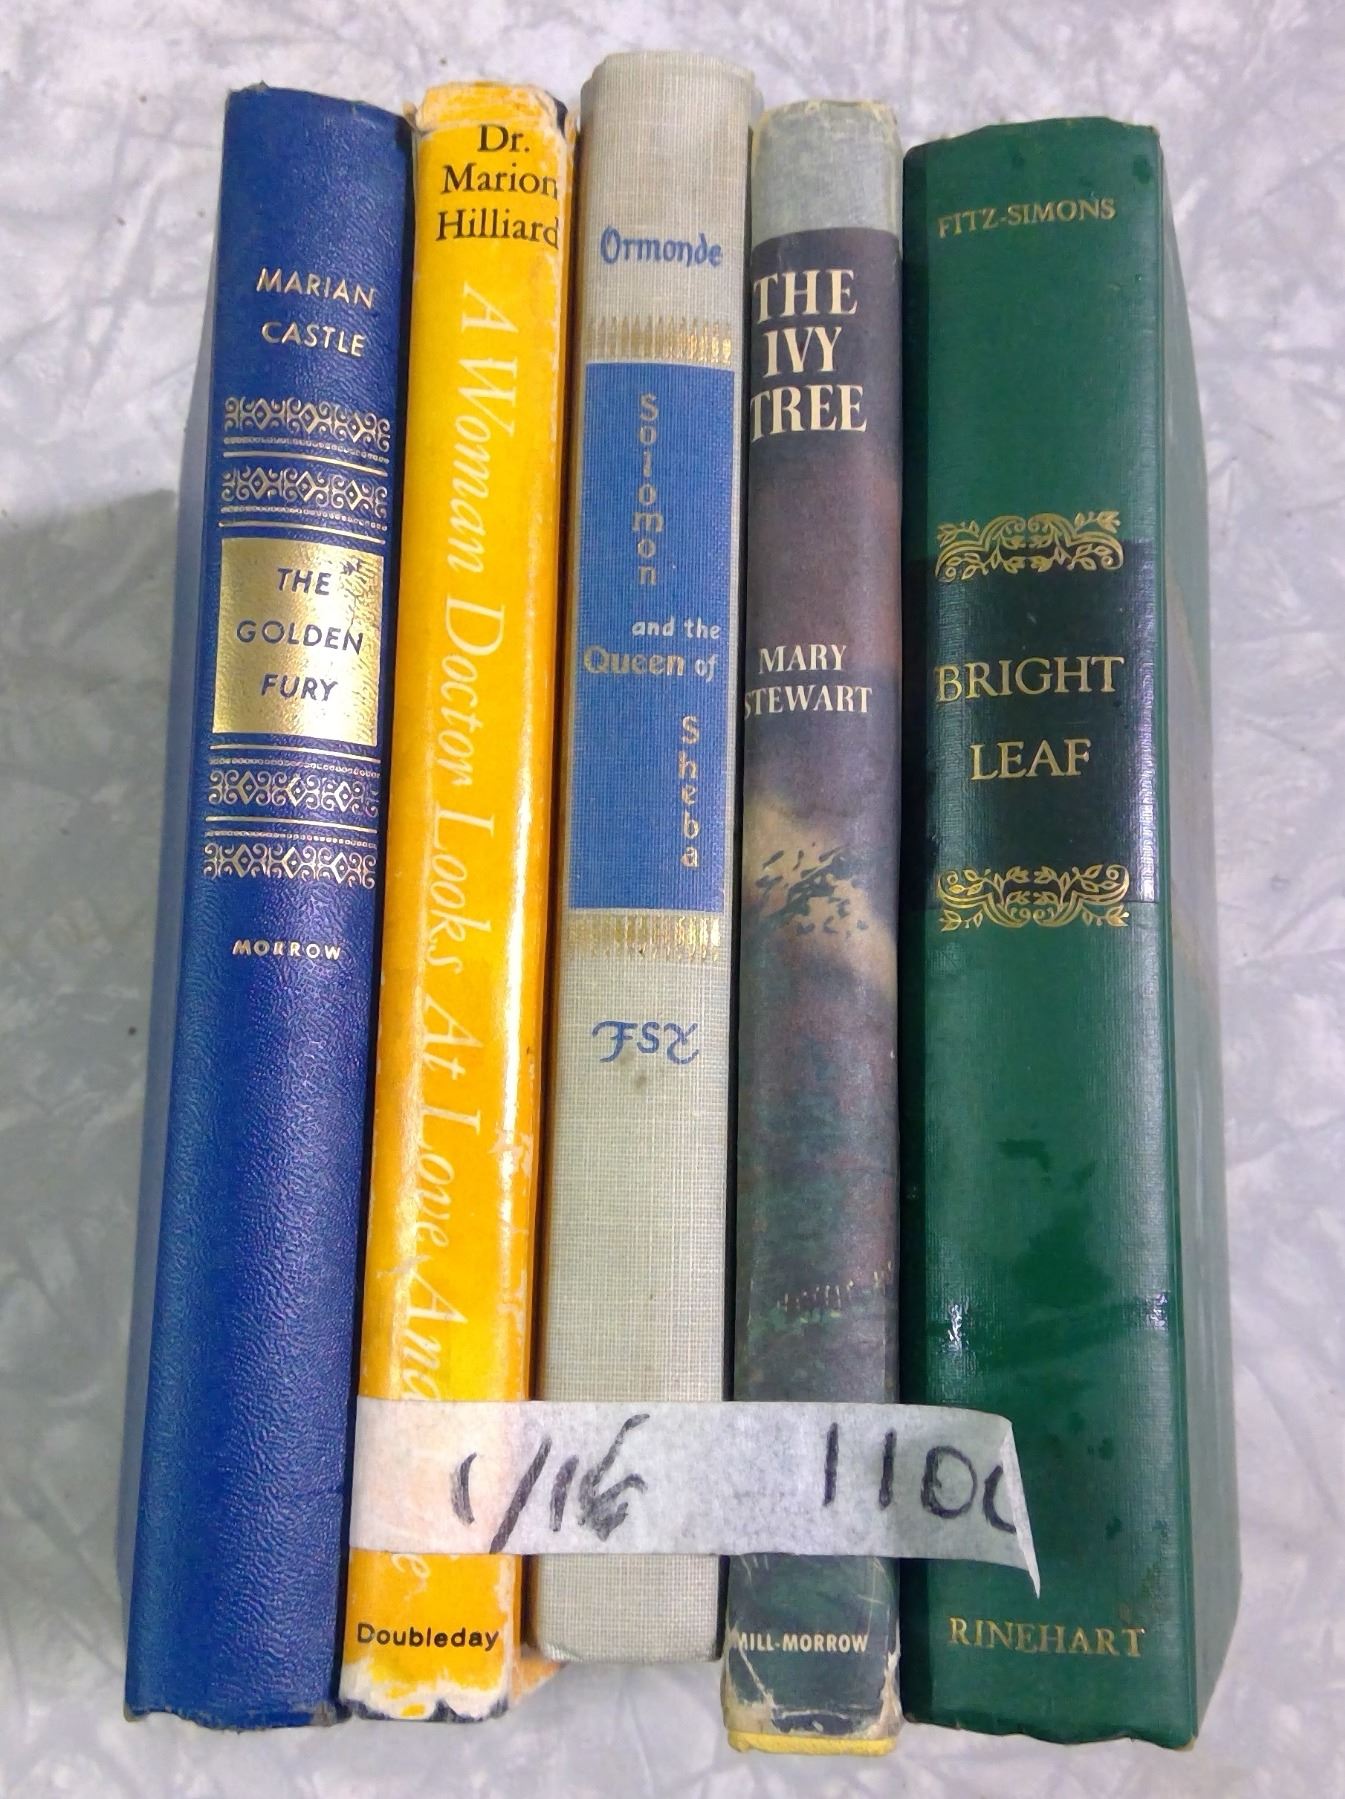 MARIAN
CASTLE
THE
GOLDEN
FURY
MORROW
Dr.
Marion
Hilliard
A Woman Doctor Looks At Love And
Doubleday
Ormonde
Solomon
and the
Queen of
Sheba
FSY
THE
IVY
TREE
MARY
STEWART
MILL-MORROW
FITZ-SIMONS
BRIGHT
LEAF
RINEHART
1/16